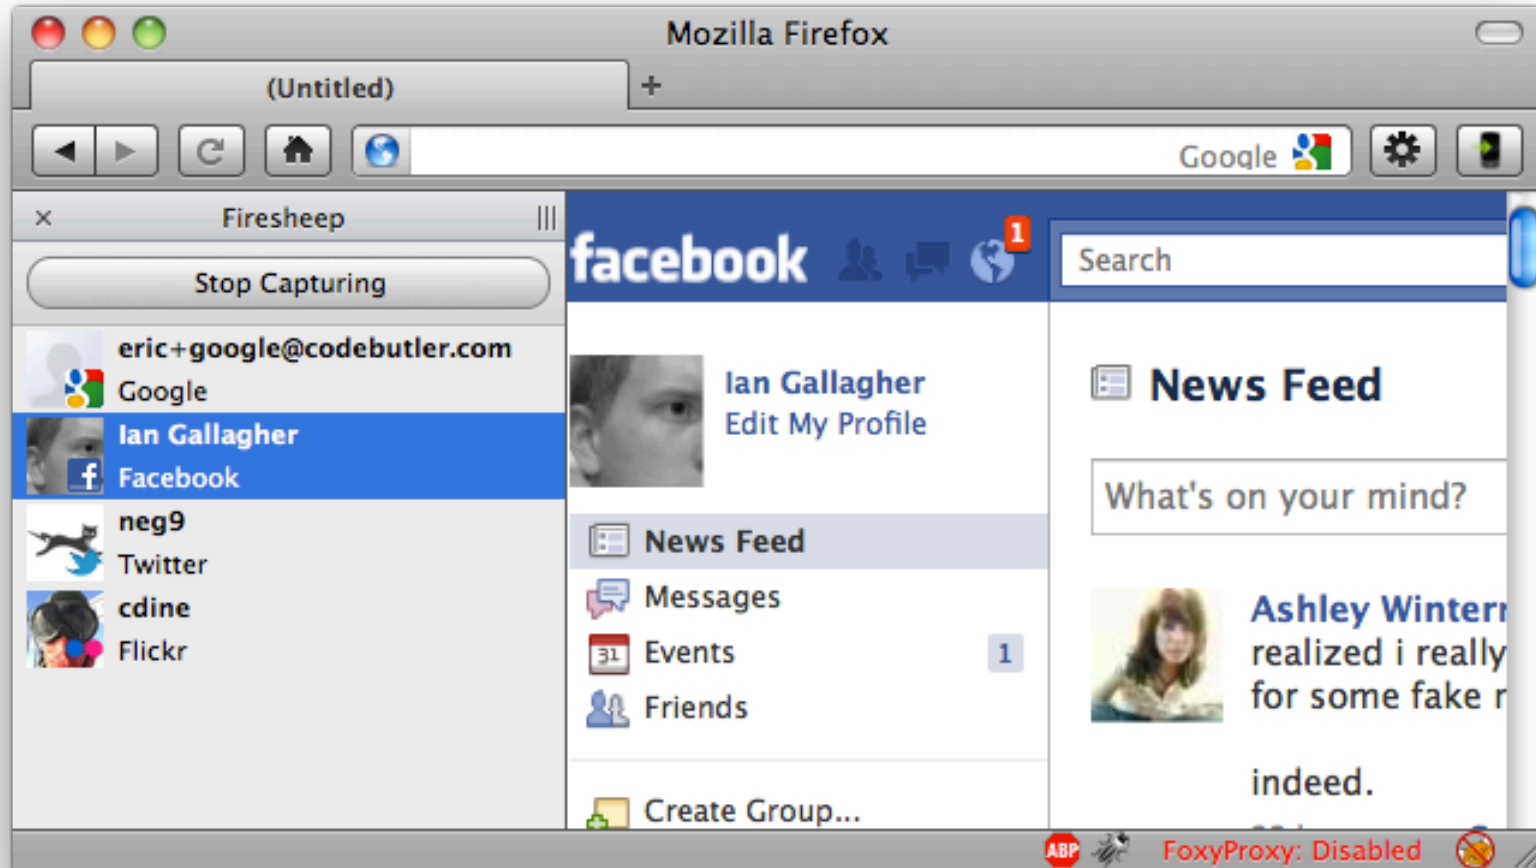 Mozilla Firefox
(Untitled)
+
Google
Firesheep
Stop Capturing
eric+google@codebutler.com
Google
Ian Gallagher
Facebook
neg9
Twitter
cdine
Flickr
facebook
1
Search
Ian Gallagher
Edit My Profile
News Feed
Messages
31
Events
1
Friends
Create Group...
News Feed
What's on your mind?
Ashley
realized i really
for some fake
indeed.
ABP
FoxyProxy: Disabled